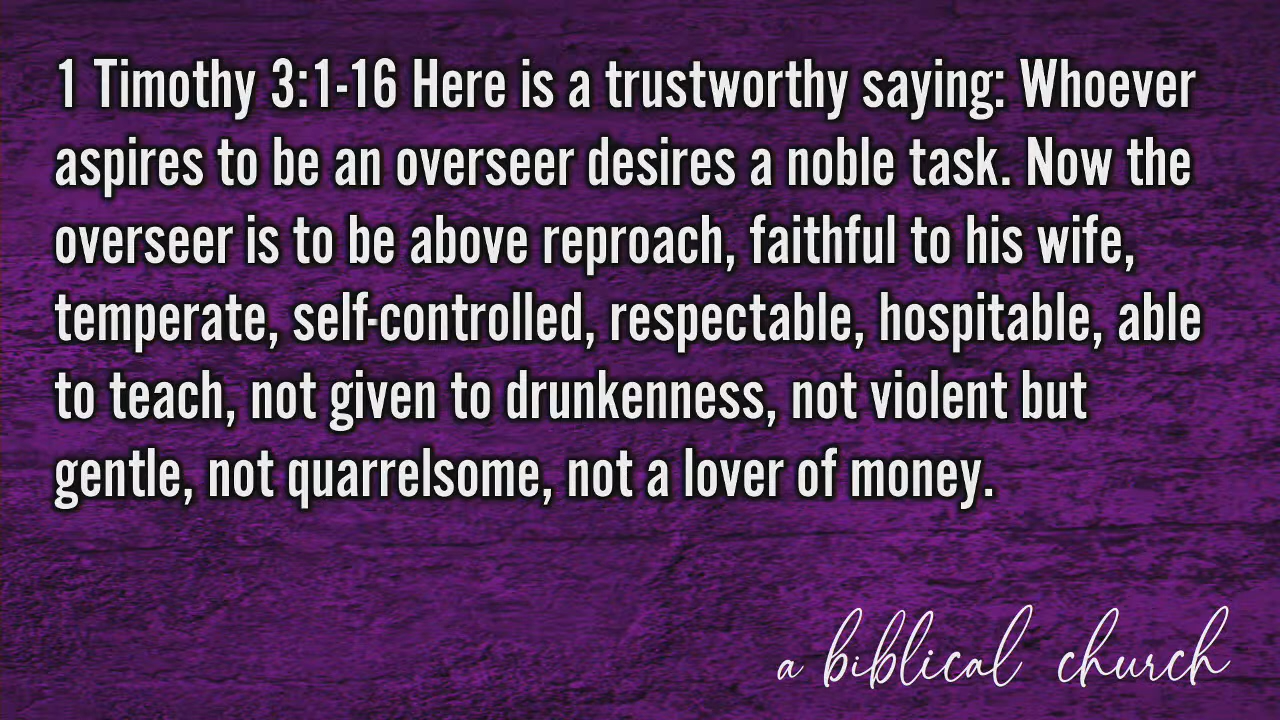 1 Timothy 3:1-16 Here is a trustworthy saying: Whoever
aspires to be an overseer desires a noble task. Now the
overseer is to be above reproach, faithful to his wife,
temperate, self-controlled, respectable, hospitable, able
to teach, not given to drunkenness, not violent but
gentle, not quarrelsome, not a lover of money.
a biblical church